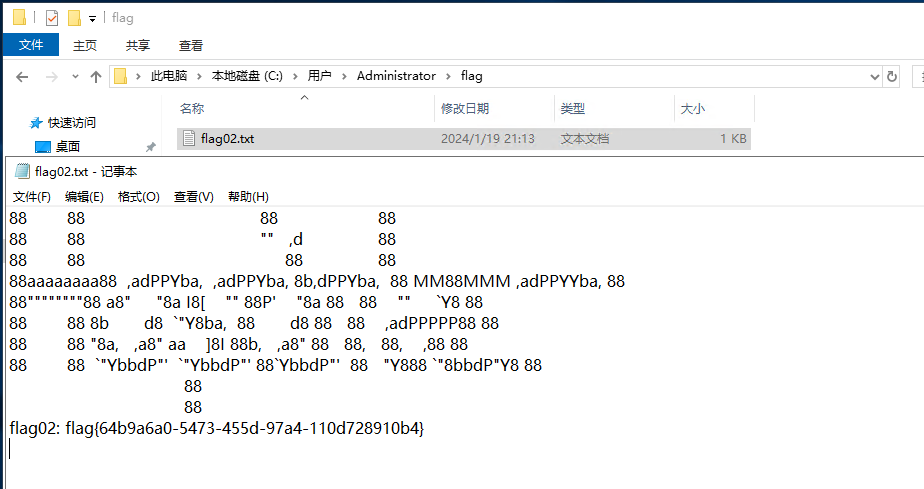 flag
文件 主页 共享 查看
此电脑 › 本地磁盘 (C:) › 用户 › Administrator › flag
名称 修改日期 类型 大小
快速访问
flag02.txt 2024/1/19 21:13 文本文档 1 KB
桌面
flag02.txt - 记事本
文件(F) 编辑(E) 格式(O) 查看(V) 帮助(H)
88 88 88 88
88 88 "" ,d 88
88 88 88 88
88aaaaaaaa88 ,adPPYba, ,adPPYba, 8b,dPPYba, 88 MM88MMM ,adPPYYba, 88
88""""""""88 a8" "8a I8[ "" 88P' "8a 88 88 "" `Y8 88
88 88 8b d8 `"Y8ba, 88 d8 88 88 ,adPPPPP88 88
88 88 "8a, ,a8" aa ]8I 88b, ,a8" 88 88, 88, ,88 88
88 88 `"YbbdP"' `"YbbdP"' 88`YbbdP"' 88 "Y888 `"8bbdP"Y8 88
88
88
flag02: flag{64b9a6a0-5473-455d-97a4-110d728910b4}